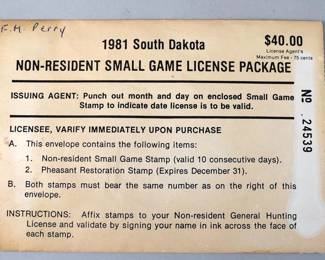 F.M. Perry
1981 South Dakota
$40.00
License Agent's
Maximum Fee - 75 cents
NON-RESIDENT SMALL GAME LICENSE PACKAGE
ISSUING AGENT: Punch out month and day on enclosed Small Game
Stamp to indicate date license is to be valid.
No 24539
LICENSEE, VARIFY IMMEDIATELY UPON PURCHASE
A. This envelope contains the following items:
1. Non-resident Small Game Stamp (valid 10 consecutive days).
2. Pheasant Restoration Stamp (Expires December 31).
B. Both stamps must bear the same number as on the right of this
envelope.
INSTRUCTIONS: Affix stamps to your Non-resident General Hunting
License and validate by signing your name in ink across the face
of each stamp.